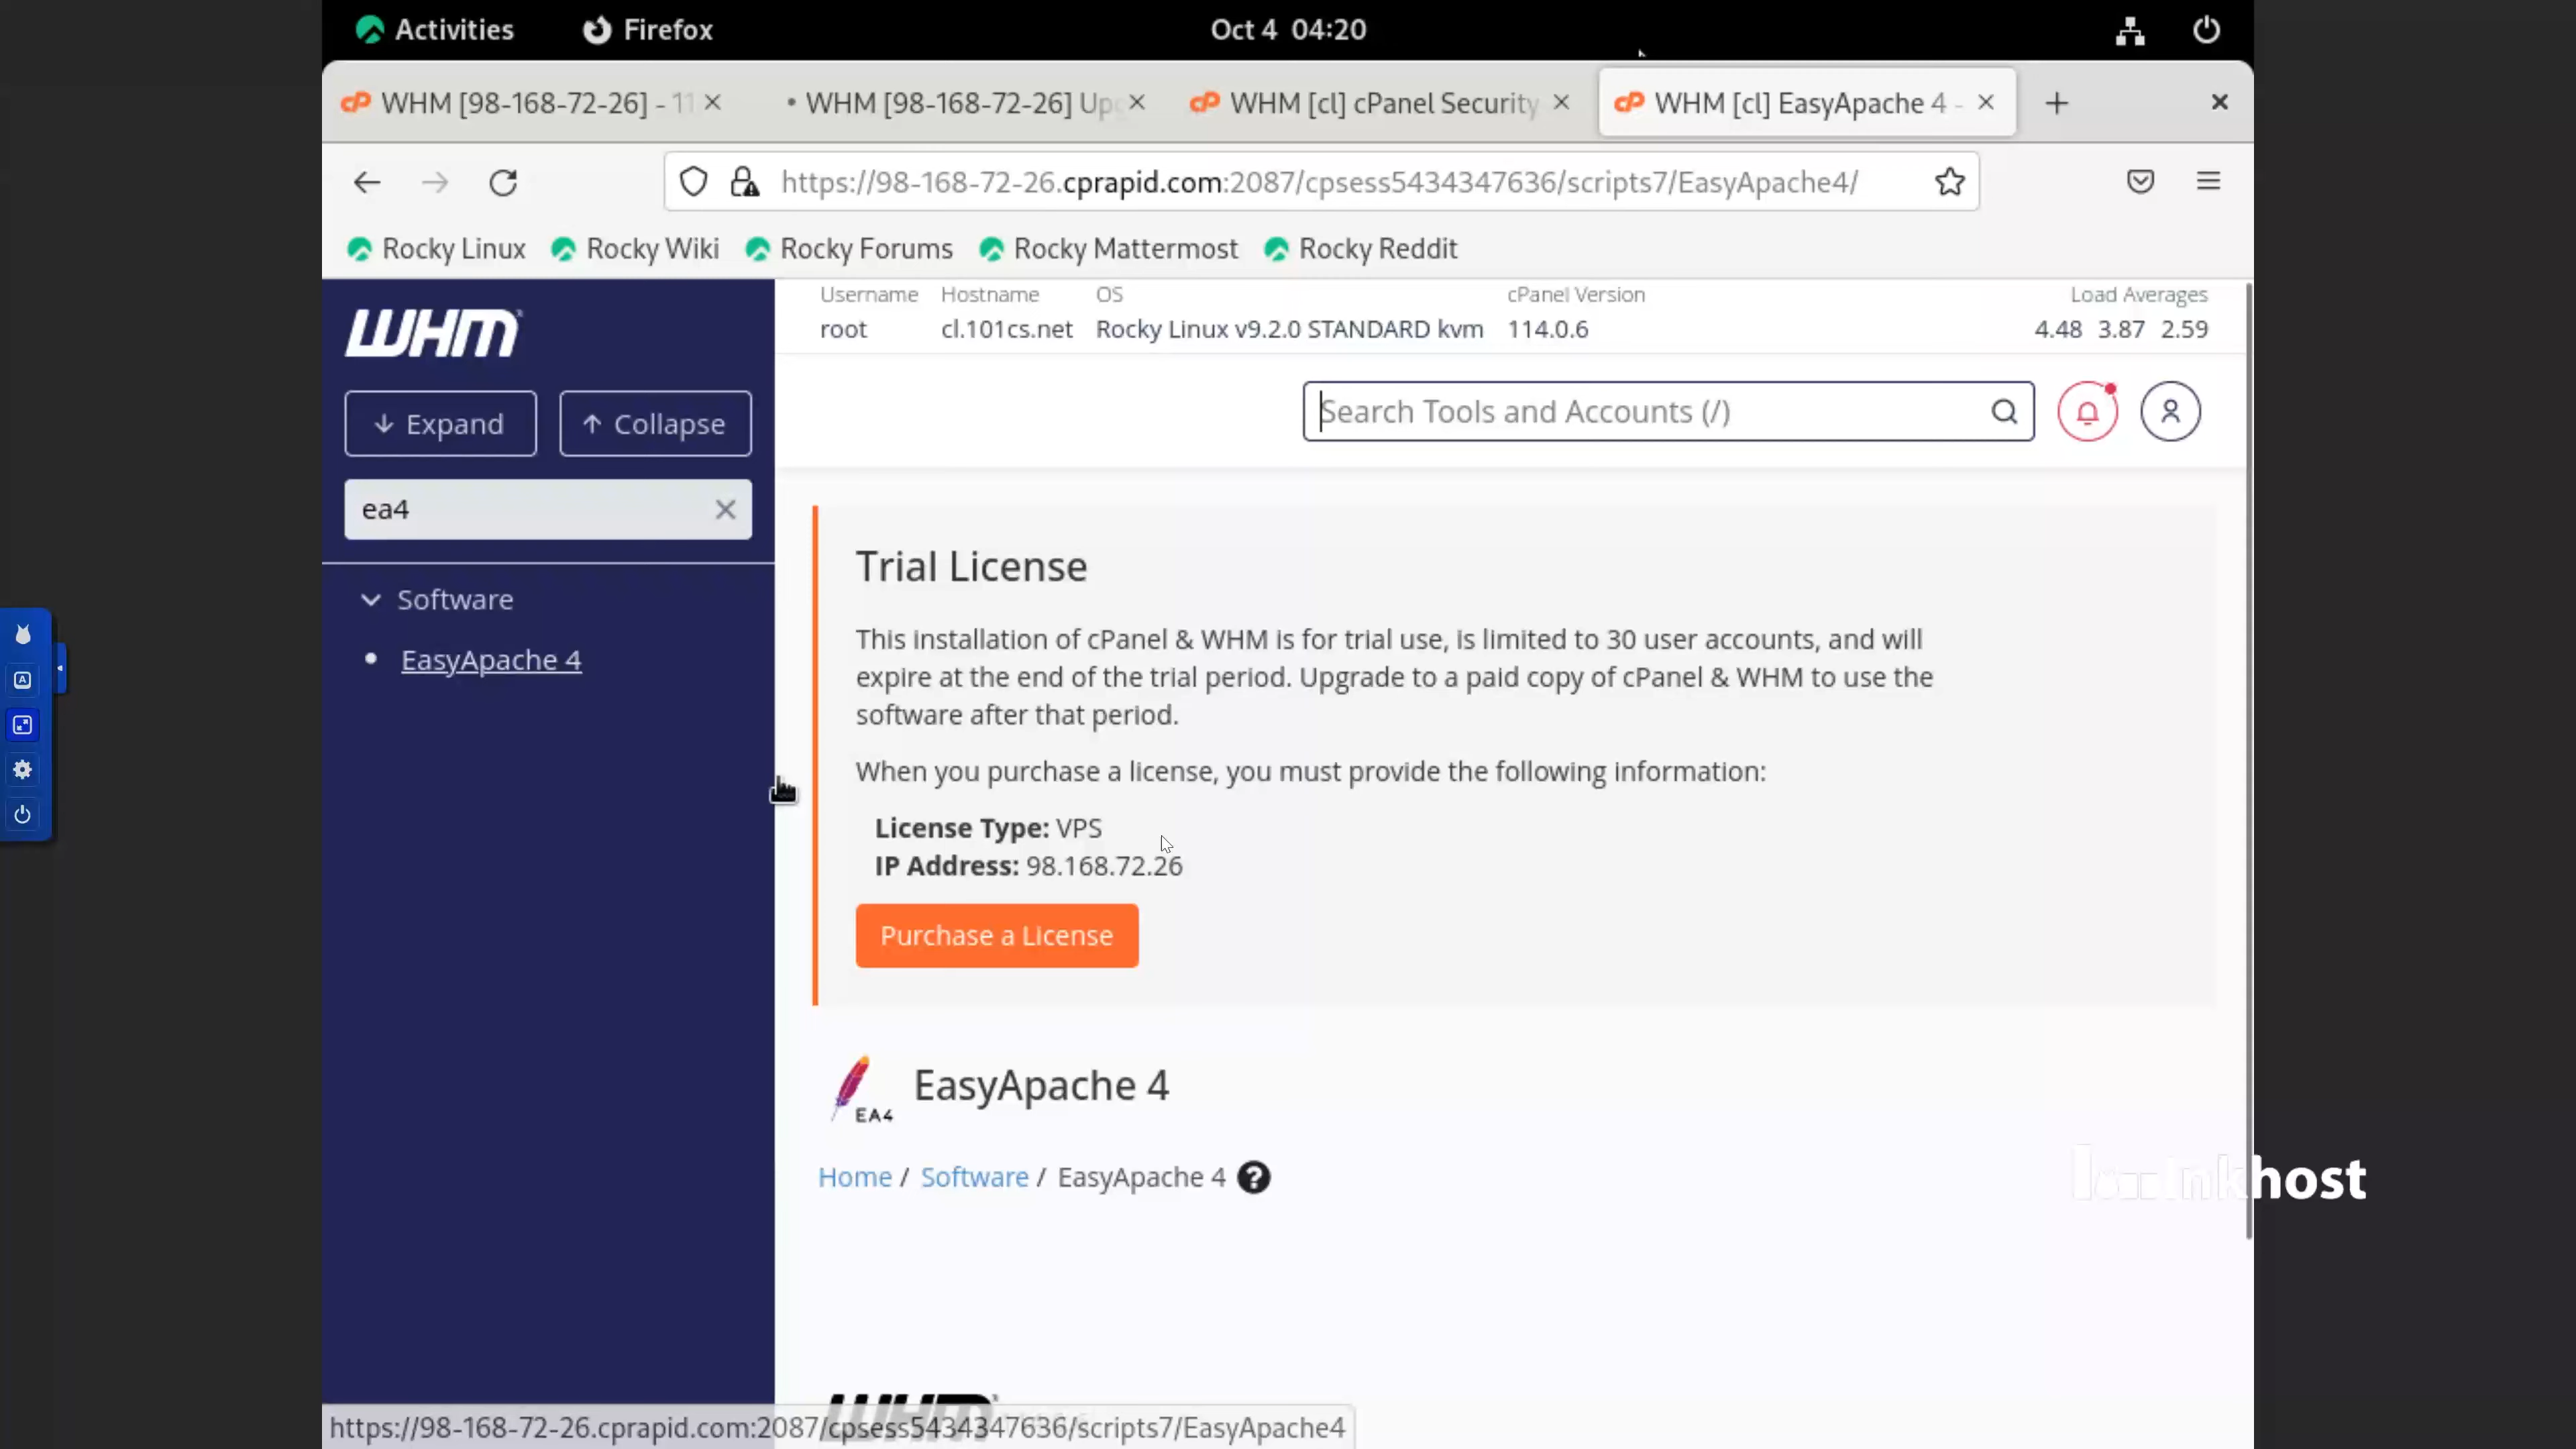 Activities Firefox Oct 4 04:20
WHM [98-168-72-26] - 11 WHM [98-168-72-26] Upg WHM [cl] cPanel Security WHM [cl] EasyApache 4 -
https://98-168-72-26.cprapid.com:2087/cpsess5434347636/scripts7/EasyApache4/
Rocky Linux Rocky Wiki Rocky Forums Rocky Mattermost Rocky Reddit
WHM
Username Hostname OS cPanel Version Load Averages
root cl.101cs.net Rocky Linux v9.2.0 STANDARD kvm 114.0.6 4.48 3.87 2.59
Expand Collapse
Search Tools and Accounts (/)
ea4
Software
EasyApache 4
Trial License
This installation of cPanel & WHM is for trial use, is limited to 30 user accounts, and will
expire at the end of the trial period. Upgrade to a paid copy of cPanel & WHM to use the
software after that period.
When you purchase a license, you must provide the following information:
License Type: VPS
IP Address: 98.168.72.26
Purchase a License
EA4
EasyApache 4
Home / Software / EasyApache 4
host
WHM
https://98-168-72-26.cprapid.com:2087/cpsess5434347636/scripts7/EasyApache4